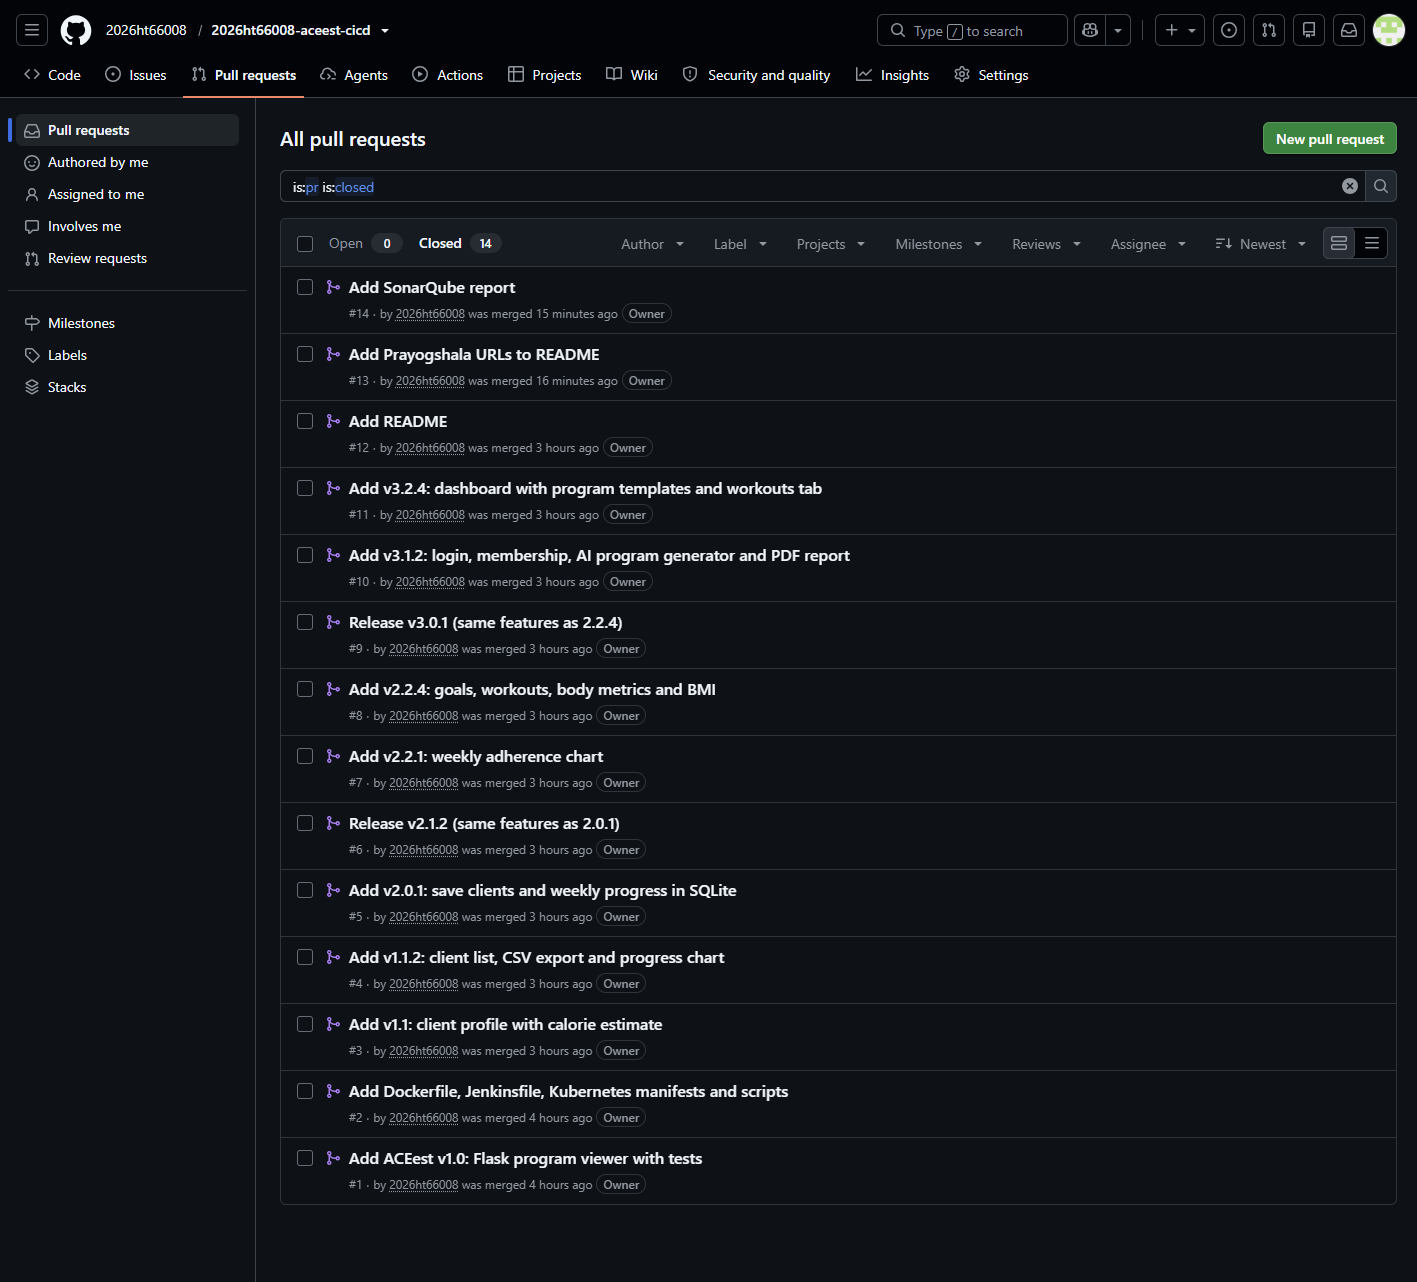 2026ht66008 / 2026ht66008-aceest-cicd
Type / to search
Code Issues Pull requests Agents Actions Projects Wiki Security and quality Insights Settings
Pull requests
Authored by me
Assigned to me
Involves me
Review requests
Milestones
Labels
Stacks
All pull requests
New pull request
is:pr is:closed
Open 0 Closed 14 Author Label Projects Milestones Reviews Assignee Newest
Add SonarQube report
#14 · by 2026ht66008 was merged 15 minutes ago Owner
Add Prayogshala URLs to README
#13 · by 2026ht66008 was merged 16 minutes ago Owner
Add README
#12 · by 2026ht66008 was merged 3 hours ago Owner
Add v3.2.4: dashboard with program templates and workouts tab
#11 · by 2026ht66008 was merged 3 hours ago Owner
Add v3.1.2: login, membership, AI program generator and PDF report
#10 · by 2026ht66008 was merged 3 hours ago Owner
Release v3.0.1 (same features as 2.2.4)
#9 · by 2026ht66008 was merged 3 hours ago Owner
Add v2.2.4: goals, workouts, body metrics and BMI
#8 · by 2026ht66008 was merged 3 hours ago Owner
Add v2.2.1: weekly adherence chart
#7 · by 2026ht66008 was merged 3 hours ago Owner
Release v2.1.2 (same features as 2.0.1)
#6 · by 2026ht66008 was merged 3 hours ago Owner
Add v2.0.1: save clients and weekly progress in SQLite
#5 · by 2026ht66008 was merged 3 hours ago Owner
Add v1.1.2: client list, CSV export and progress chart
#4 · by 2026ht66008 was merged 3 hours ago Owner
Add v1.1: client profile with calorie estimate
#3 · by 2026ht66008 was merged 3 hours ago Owner
Add Dockerfile, Jenkinsfile, Kubernetes manifests and scripts
#2 · by 2026ht66008 was merged 4 hours ago Owner
Add ACEest v1.0: Flask program viewer with tests
#1 · by 2026ht66008 was merged 4 hours ago Owner